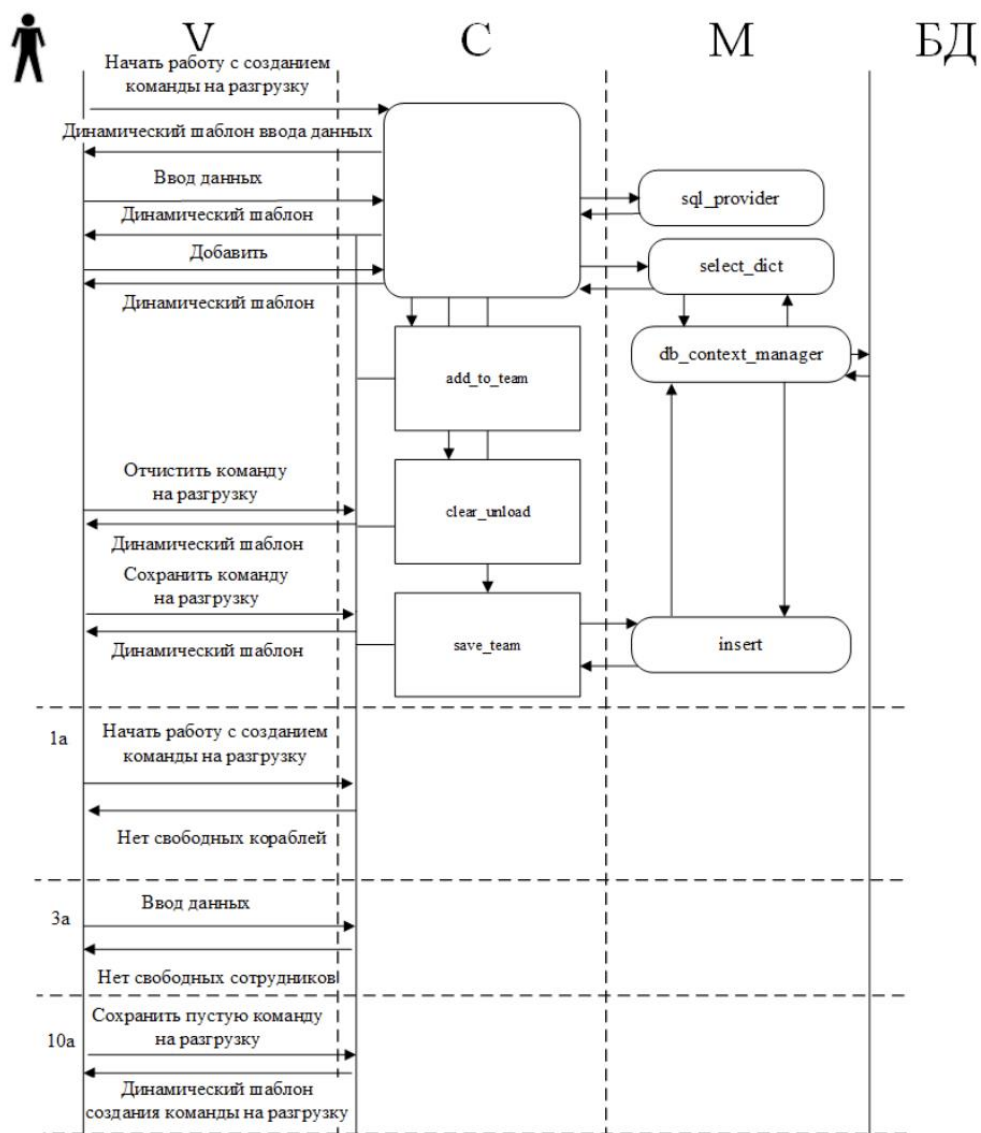 V
C
M
БД
Начать работу с созданием
команды на разгрузку
Динамический шаблон ввода данных
Ввод данных
sql_provider
Динамический шаблон
Добавить
select_dict
Динамический шаблон
db_context_manager
add_to_team
Отчистить команду
на разгрузку
clear_unload
Динамический шаблон
Сохранить команду
на разгрузку
save_team
insert
Динамический шаблон
1а
Начать работу с созданием
команды на разгрузку
Нет свободных кораблей
3а
Ввод данных
Нет свободных сотрудников
10а
Сохранить пустую команду
на разгрузку
Динамический шаблон
создания команды на разгрузку